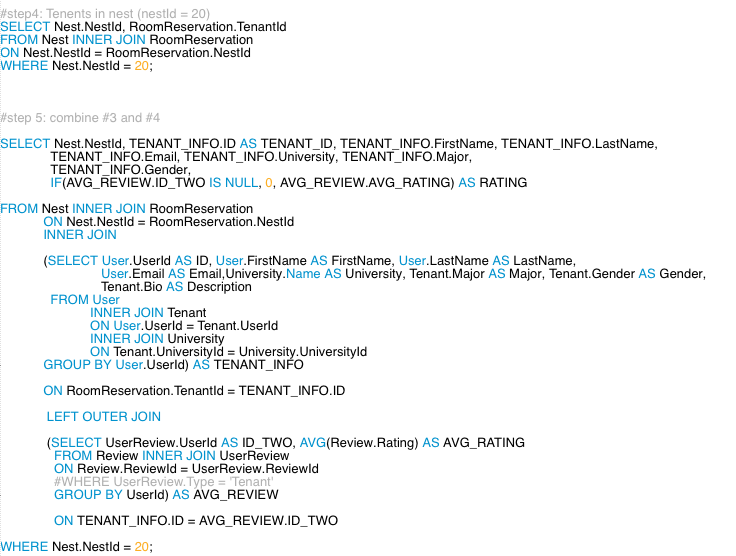 #step4: Tenents in nest (nestId = 20)
SELECT Nest.NestId, RoomReservation.TenantId
FROM Nest INNER JOIN RoomReservation
ON Nest.NestId = RoomReservation.NestId
WHERE Nest.NestId = 20;
#step 5: combine #3 and #4
SELECT Nest.NestId, TENANT_INFO.ID AS TENANT_ID, TENANT_INFO.FirstName, TENANT_INFO.LastName,
TENANT_INFO.Email, TENANT_INFO.University, TENANT_INFO.Major,
TENANT_INFO.Gender,
IF(AVG_REVIEW.ID_TWO IS NULL, 0, AVG_REVIEW.AVG_RATING) AS RATING
FROM Nest INNER JOIN RoomReservation
ON Nest.NestId = RoomReservation.NestId
INNER JOIN
(SELECT User.UserId AS ID, User.FirstName AS FirstName, User.LastName AS LastName,
User.Email AS Email,University.Name AS University, Tenant.Major AS Major, Tenant.Gender AS Gender,
Tenant.Bio AS Description
FROM User
INNER JOIN Tenant
ON User.UserId = Tenant.UserId
INNER JOIN University
ON Tenant.UniversityId = University.UniversityId
GROUP BY User.UserId) AS TENANT_INFO
ON RoomReservation.TenantId = TENANT_INFO.ID
LEFT OUTER JOIN
(SELECT UserReview.UserId AS ID_TWO, AVG(Review.Rating) AS AVG_RATING
FROM Review INNER JOIN UserReview
ON Review.ReviewId = UserReview.ReviewId
#WHERE UserReview.Type = 'Tenant'
GROUP BY UserId) AS AVG_REVIEW
ON TENANT_INFO.ID = AVG_REVIEW.ID_TWO
WHERE Nest.NestId = 20;